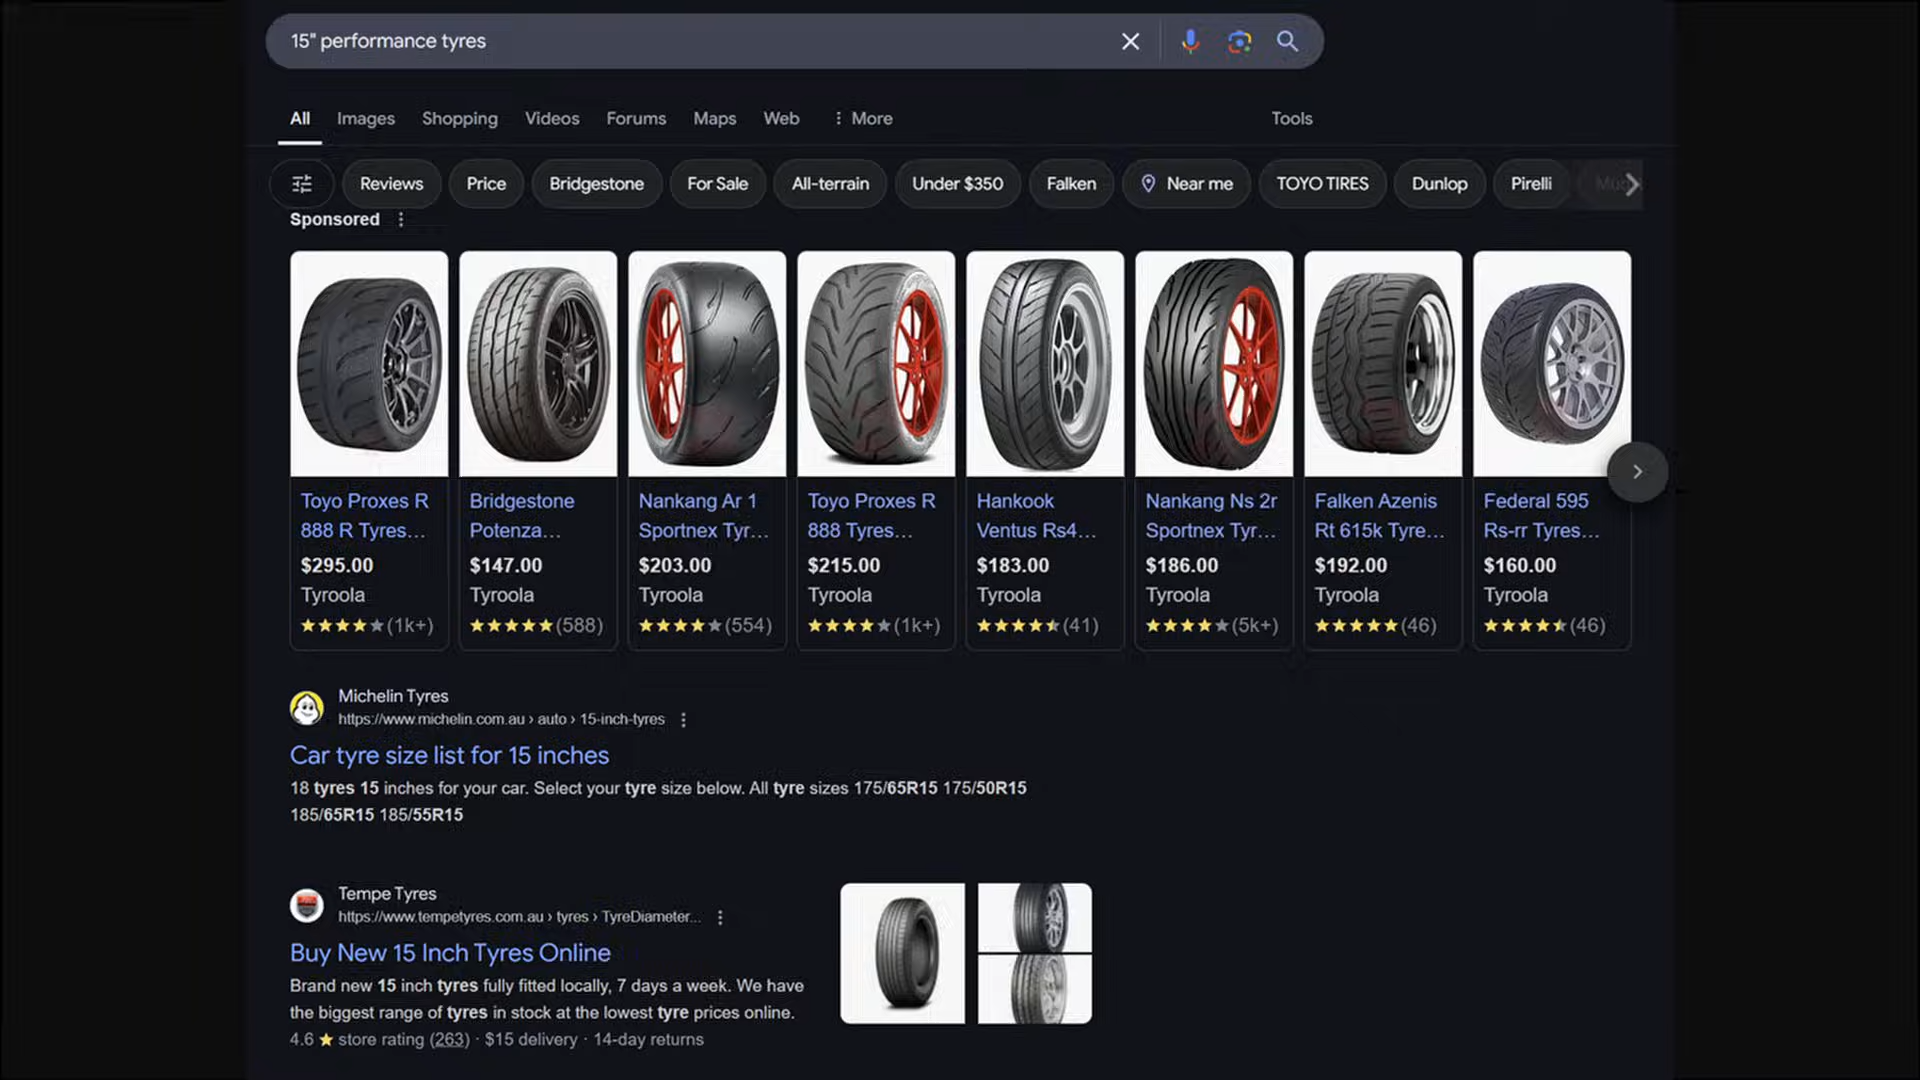 15" performance tyres
All Images Shopping Videos Forums Maps Web More Tools
Reviews Price Bridgestone For Sale All-terrain Under $350 Falken Near me TOYO TIRES Dunlop Pirelli
Sponsored
Toyo Proxes R
888 R Tyres...
$295.00
Tyroola
(1k+)
Bridgestone
Potenza...
$147.00
Tyroola
(588)
Nankang Ar 1
Sportnex Tyr...
$203.00
Tyroola
(554)
Toyo Proxes R
888 Tyres...
$215.00
Tyroola
(1k+)
Hankook
Ventus Rs4...
$183.00
Tyroola
(41)
Nankang Ns 2r
Sportnex Tyr...
$186.00
Tyroola
(5k+)
Falken Azenis
Rt 615k Tyre...
$192.00
Tyroola
(46)
Federal 595
Rs-rr Tyres...
$160.00
Tyroola
(46)
Michelin Tyres
https://www.michelin.com.au › auto › 15-inch-tyres
Car tyre size list for 15 inches
18 tyres 15 inches for your car. Select your tyre size below. All tyre sizes 175/65R15 175/50R15
185/65R15 185/55R15
Tempe Tyres
https://www.tempetyres.com.au › tyres › TyreDiameter...
Buy New 15 Inch Tyres Online
Brand new 15 inch tyres fully fitted locally, 7 days a week. We have
the biggest range of tyres in stock at the lowest tyre prices online.
4.6 ★ store rating (263) · $15 delivery · 14-day returns